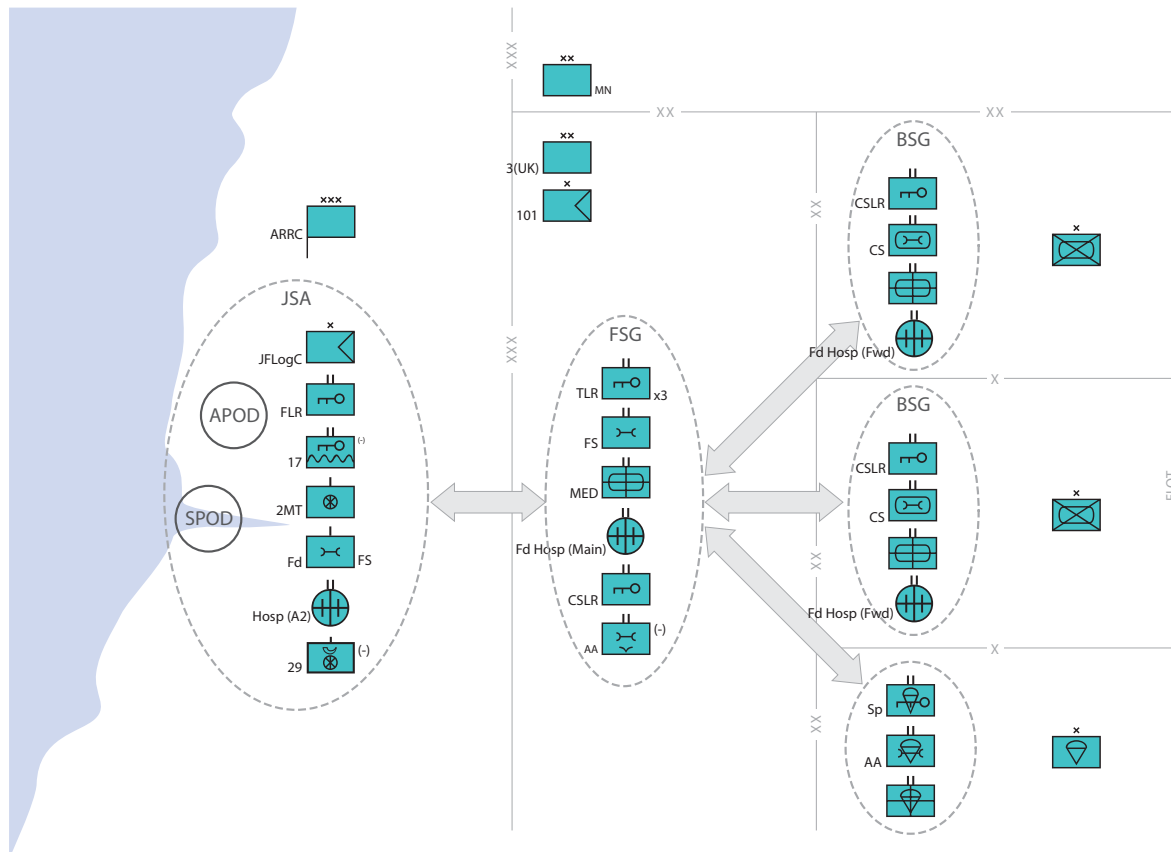 XXX
××
MN
XX
XX
××
3(UK)
×
101
×××
ARRC
JSA
×
JFLogC
FLR
APOD
17
(-)
2MT
SPOD
Fd
FS
Hosp (A2)
29
(-)
XXX
FSG
TLR
x3
FS
MED
Fd Hosp (Main)
CSLR
AA
(-)
XX
BSG
CSLR
CS
Fd Hosp (Fwd)
×
X
BSG
CSLR
CS
Fd Hosp (Fwd)
×
FLOT
XX
X
Sp
AA
XX
×